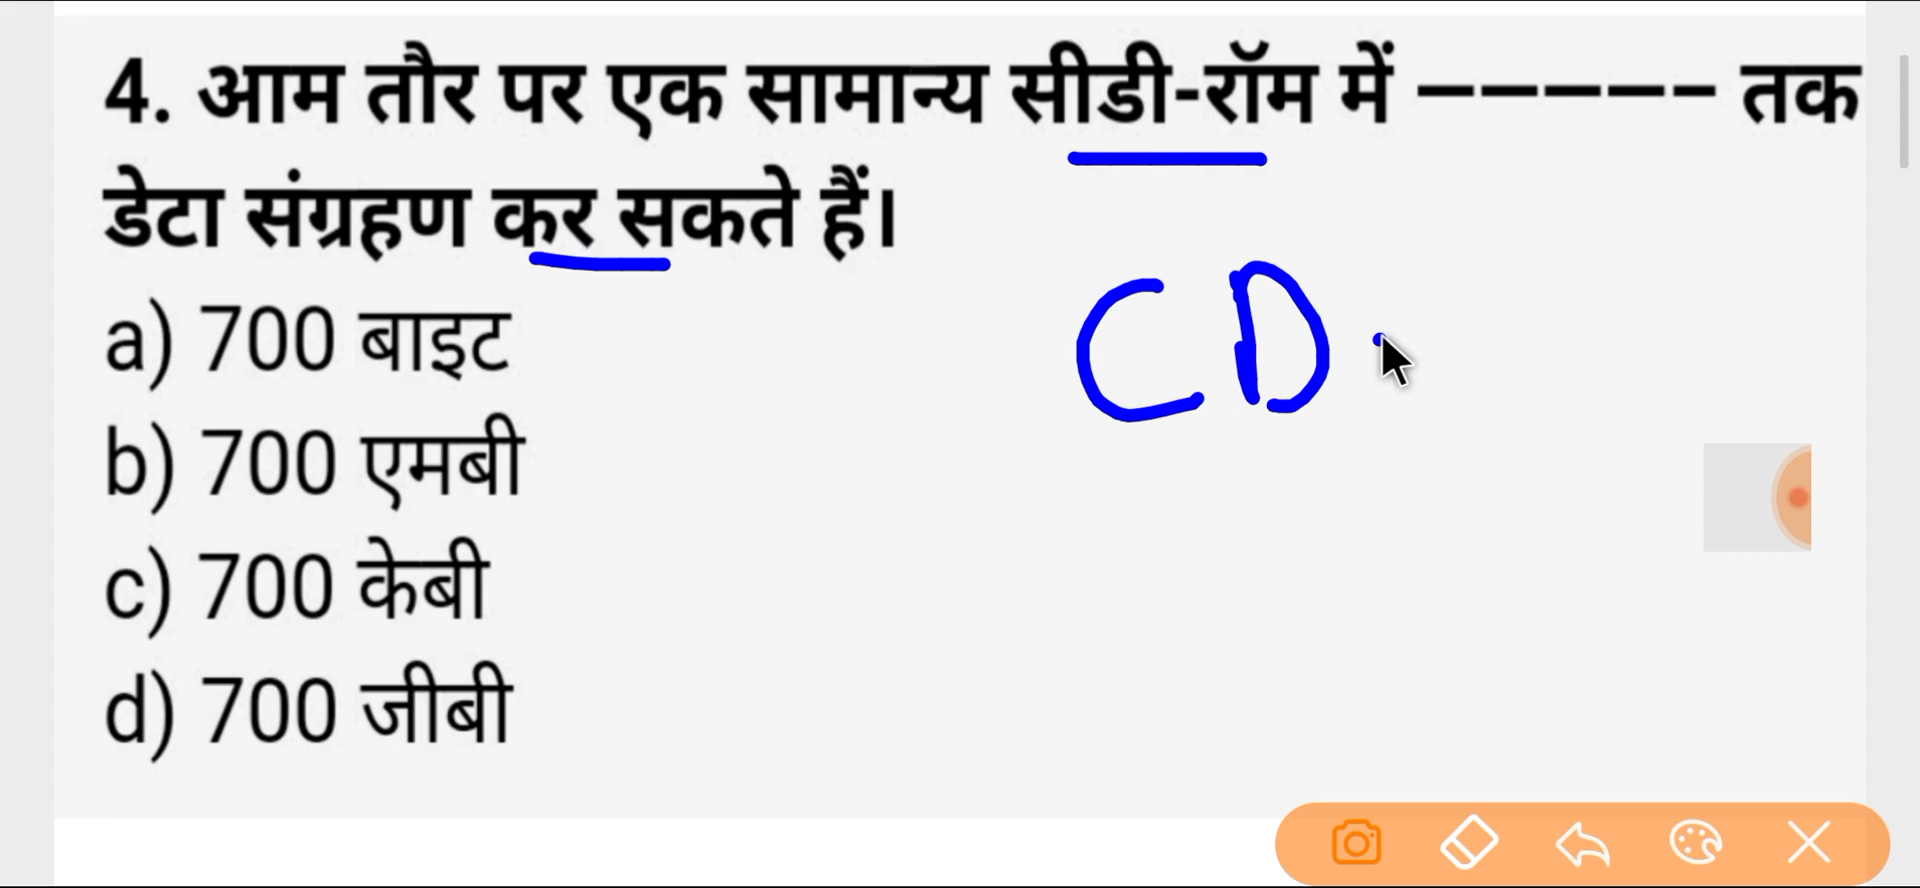 4. आम तौर पर एक सामान्य सीडी-रॉम में ----- तक
डेटा संग्रहण कर सकते हैं।
CD
a) 700 बाइट
b) 700 एमबी
c) 700 केबी
d) 700 जीबी